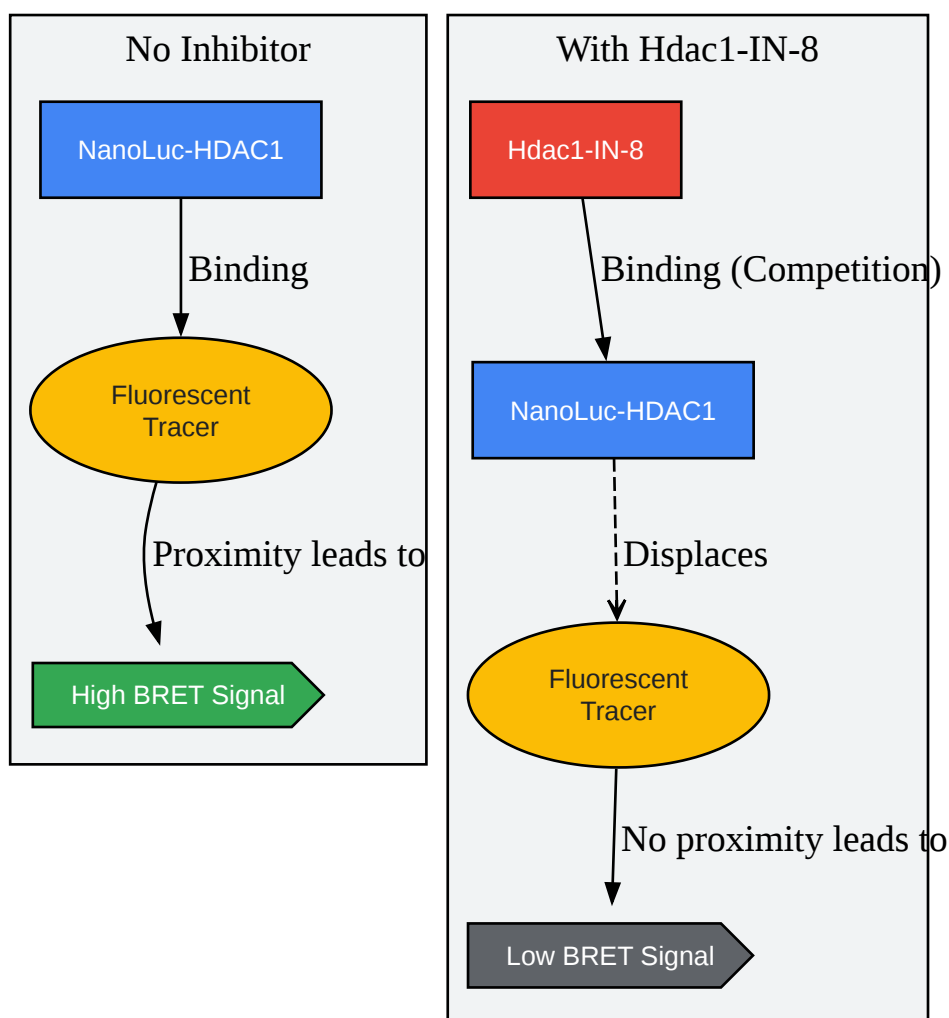 No Inhibitor
NanoLuc-HDAC1
Binding
Fluorescent
Tracer
Proximity leads to
High BRET Signal
With Hdac1-IN-8
Hdac1-IN-8
Binding (Competition)
NanoLuc-HDAC1
Displaces
Fluorescent
Tracer
No proximity leads to
Low BRET Signal